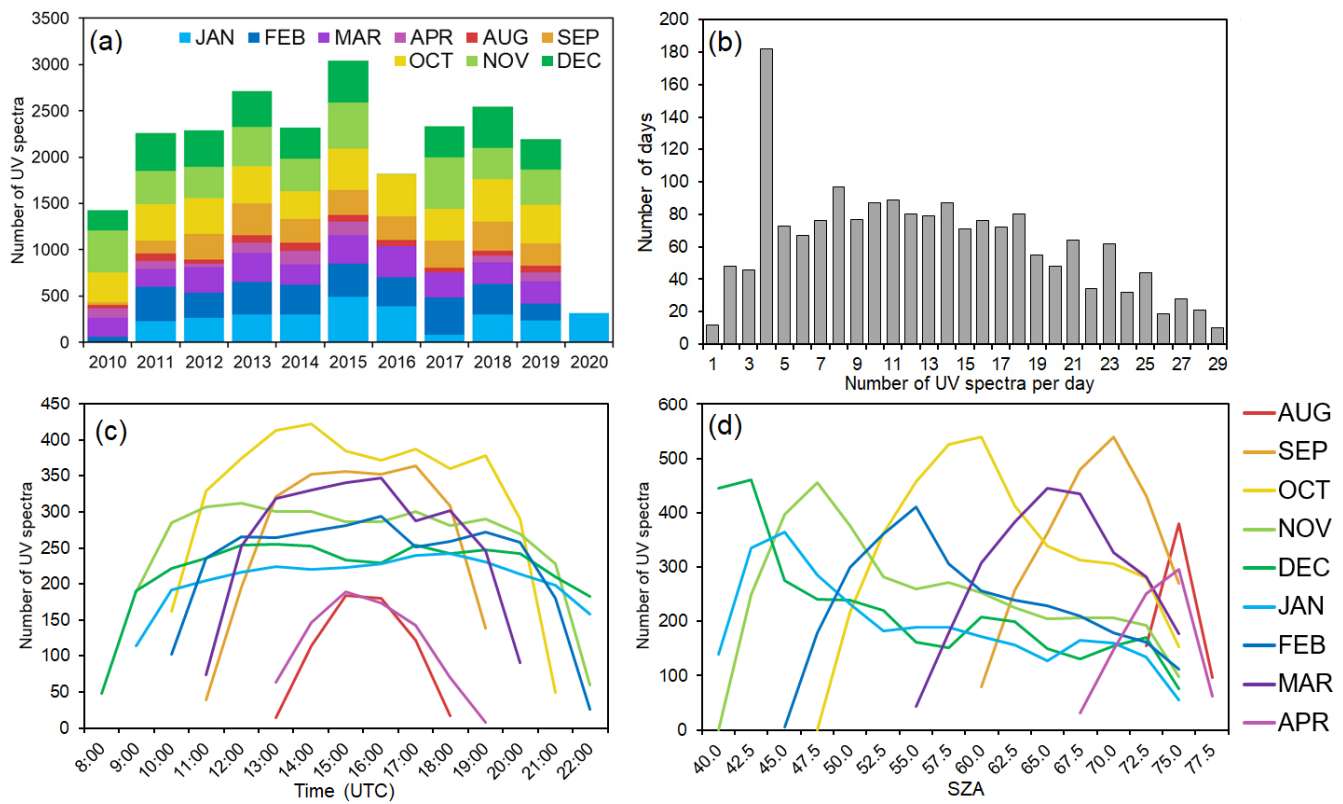 (a)
JAN FEB MAR APR AUG SEP
OCT NOV DEC
Number of UV spectra
3500
3000
2500
2000
1500
1000
500
0
2010 2011 2012 2013 2014 2015 2016 2017 2018 2019 2020
(b)
Number of days
200
180
160
140
120
100
80
60
40
20
0
1 3 5 7 9 11 13 15 17 19 21 23 25 27 29
Number of UV spectra per day
(c)
Number of UV spectra
450
400
350
300
250
200
150
100
50
0
8:00 9:00 10:00 11:00 12:00 13:00 14:00 15:00 16:00 17:00 18:00 19:00 20:00 21:00 22:00
Time (UTC)
(d)
Number of UV spectra
600
500
400
300
200
100
0
40.0 42.5 45.0 47.5 50.0 52.5 55.0 57.5 60.0 62.5 65.0 67.5 70.0 72.5 75.0 77.5
SZA
AUG
SEP
OCT
NOV
DEC
JAN
FEB
MAR
APR